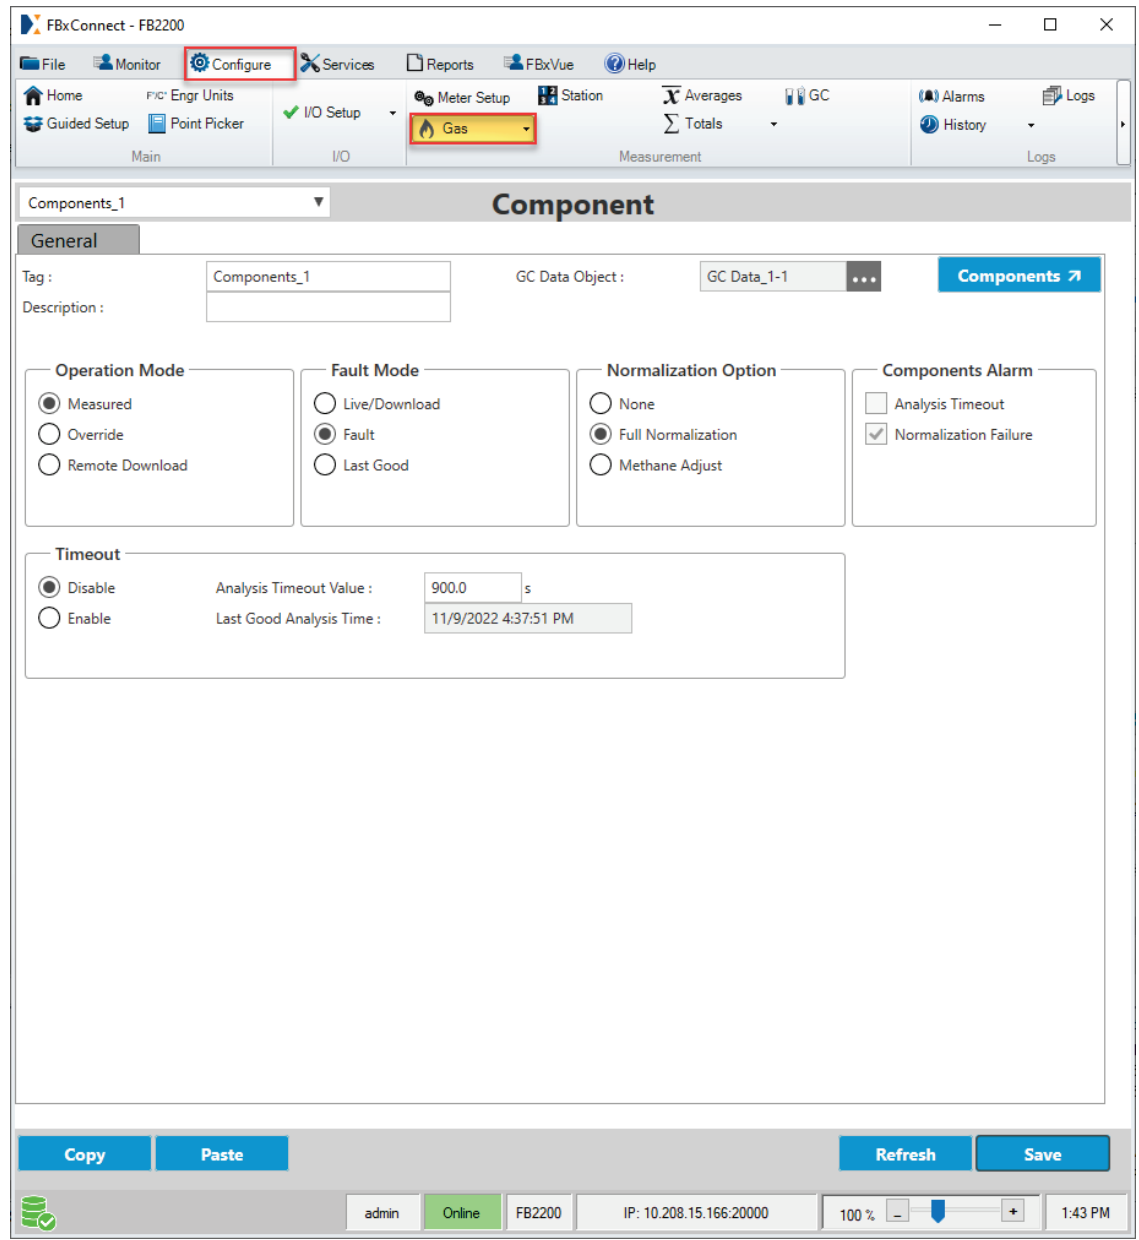 FBxConnect - FB2200
File Monitor Configure Services Reports FBxVue Help
Home Engr Units I/O Setup Meter Setup Station Averages GC Alarms Logs
Guided Setup Point Picker Gas Totals History
Main I/O Measurement Logs
Components_1 Component
General
Tag : Components_1 GC Data Object : GC Data_1-1 ... Components
Description :
Operation Mode Fault Mode Normalization Option Components Alarm
Measured Live/Download None Analysis Timeout
Override Fault Full Normalization Normalization Failure
Remote Download Last Good Methane Adjust
Timeout
Disable Analysis Timeout Value : 900.0 s
Enable Last Good Analysis Time : 11/9/2022 4:37:51 PM
Copy Paste Refresh Save
admin Online FB2200 IP: 10.208.15.166:20000 100 % - + 1:43 PM